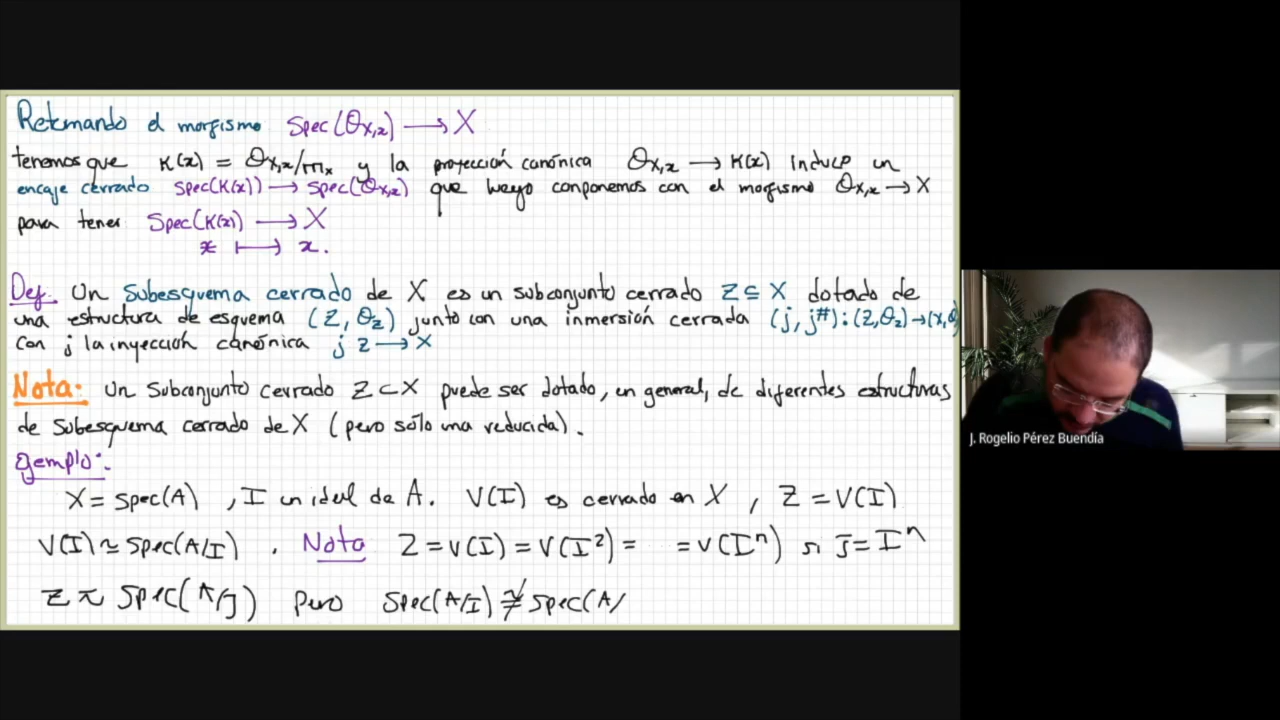 Retomando el morfismo Spec(O_{X,x}) → X
tenemos que K(x) = O_{X,x}/m_x y la proyección canónica O_{X,x} → K(x) induce un
encaje cerrado Spec(K(x)) → Spec(O_{X,x}) que luego componemos con el morfismo O_{X,x} → X
para tener Spec(K(x)) → X
* ↦ x.
Def. Un subesquema cerrado de X es un subconjunto cerrado Z ⊆ X dotado de
una estructura de esquema (Z, O_Z) junto con una inmersión cerrada (j, j^#): (Z, O_Z) → (X, O
con j la inyección canónica j Z → X
Nota: Un subconjunto cerrado Z ⊂ X puede ser dotado, en general, de diferentes estructuras
de subesquema cerrado de X (pero sólo una reducida).
Ejemplo:
X = Spec(A), I un ideal de A. V(I) es cerrado en X, Z = V(I)
V(I) ≃ Spec(A/I). Nota Z = V(I) = V(I²) = ... = V(I^n) si J = I^n
Z ≈ Spec(A/J) pero Spec(A/I) ≇ Spec(A/
J. Rogelio Pérez Buendía